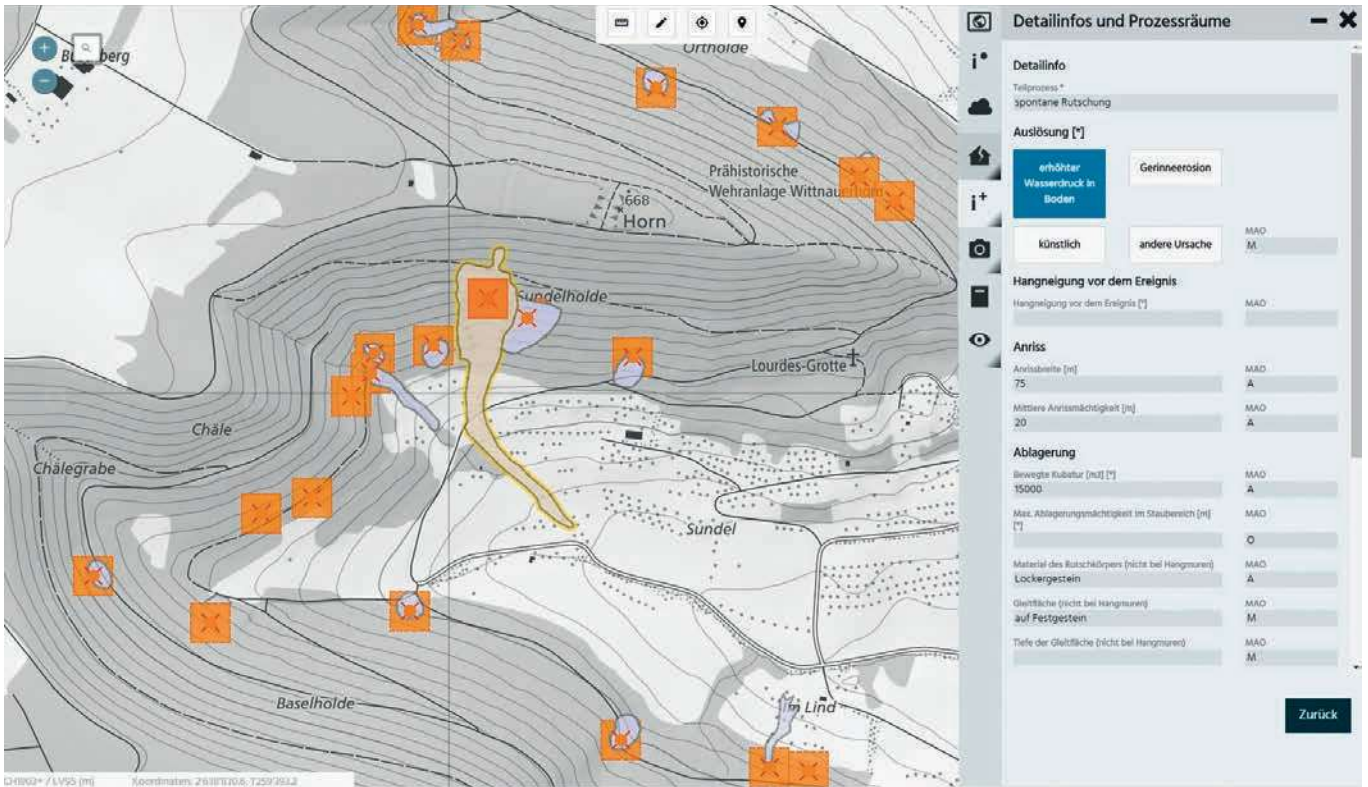 Ortholde
Prähistorische
Wehranlage Wittnauerhorn
668
Horn
Sundelholde
Lourdes-Grotte
Chäle
Chälegrabe
Sundel
Baselholde
Im Lind
CH1903+ / LV95 (m)
Koordinaten:
Detailinfos und Prozessräume
Detailinfo
Teilprozess *
spontane Rutschung
Auslösung [*]
erhöhter
Wasserdruck in
Boden
Gerinneerosion
künstlich
andere Ursache
MAO
M
Hangneigung vor dem Ereignis
Hangneigung vor dem Ereignis [°]
MAO
Anriss
Anrissbreite [m]
MAO
75
A
Mittlere Anrissmächtigkeit [m]
MAO
20
A
Ablagerung
Bewegte Kubatur [m3] [*]
MAO
15000
A
Max. Ablagerungsmächtigkeit im Staubereich [m]
[*]
MAO
O
Material des Rutschkörpers (nicht bei Hangmuren)
MAO
Lockergestein
A
Gleitfläche (nicht bei Hangmuren)
MAO
auf Festgestein
M
Tiefe der Gleitfläche (nicht bei Hangmuren)
MAO
M
Zurück